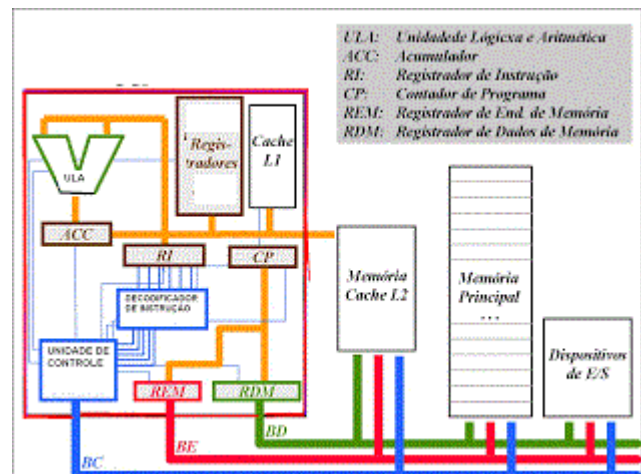 ULA: Unidadede Lógicxa e Aritmética
ACC: Acumulador
RI: Registrador de Instrução
CP: Contador de Programa
REM: Registrador de End. de Memória
RDM: Registrador de Dados de Memória
ULA
Regis-
tradores
Cache
L1
ACC
RI
CP
DECODIFICADOR
DE INSTRUÇÃO
UNIDADE DE
CONTROLE
REM
RDM
Memória
Cache L2
Memória
Principal
...
Dispositivos
de E/S
BD
BE
BC